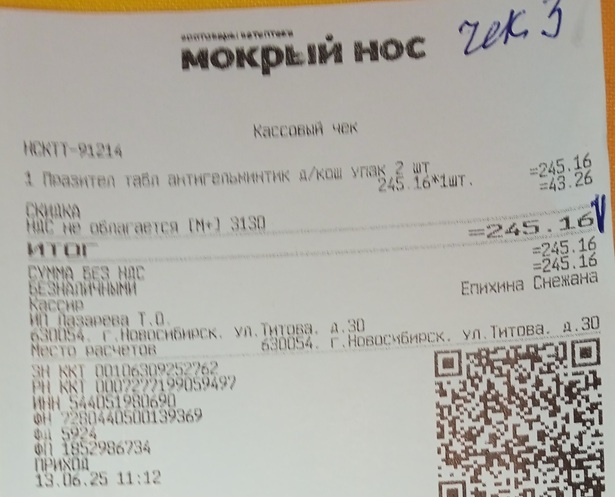 зоотовары ветаптека
МОКРЫЙ НОС
чек 3
Кассовый чек
НСКТТ-91214
1 Празител табл антигельминтик д/кош упак 2 шт
245.16*1шт. =245.16
СКИДКА =43.26
НДС не облагается [М+] 3130
ИТОГ =245.16
СУММА БЕЗ НДС =245.16
БЕЗНАЛИЧНЫМИ =245.16
Кассир Епихина Снежана
ИП Лазарева Т.О.
630054. г.Новосибирск. ул.Титова. д.30
Место расчетов 630054. г.Новосибирск. ул.Титова. д.30
ЗН ККТ 00106309252762
РН ККТ 0007277199059497
ИНН 544051980690
ФН 7280440500139369
ФД 5924
ФП 1852986734
ПРИХОД
13.06.25 11:12